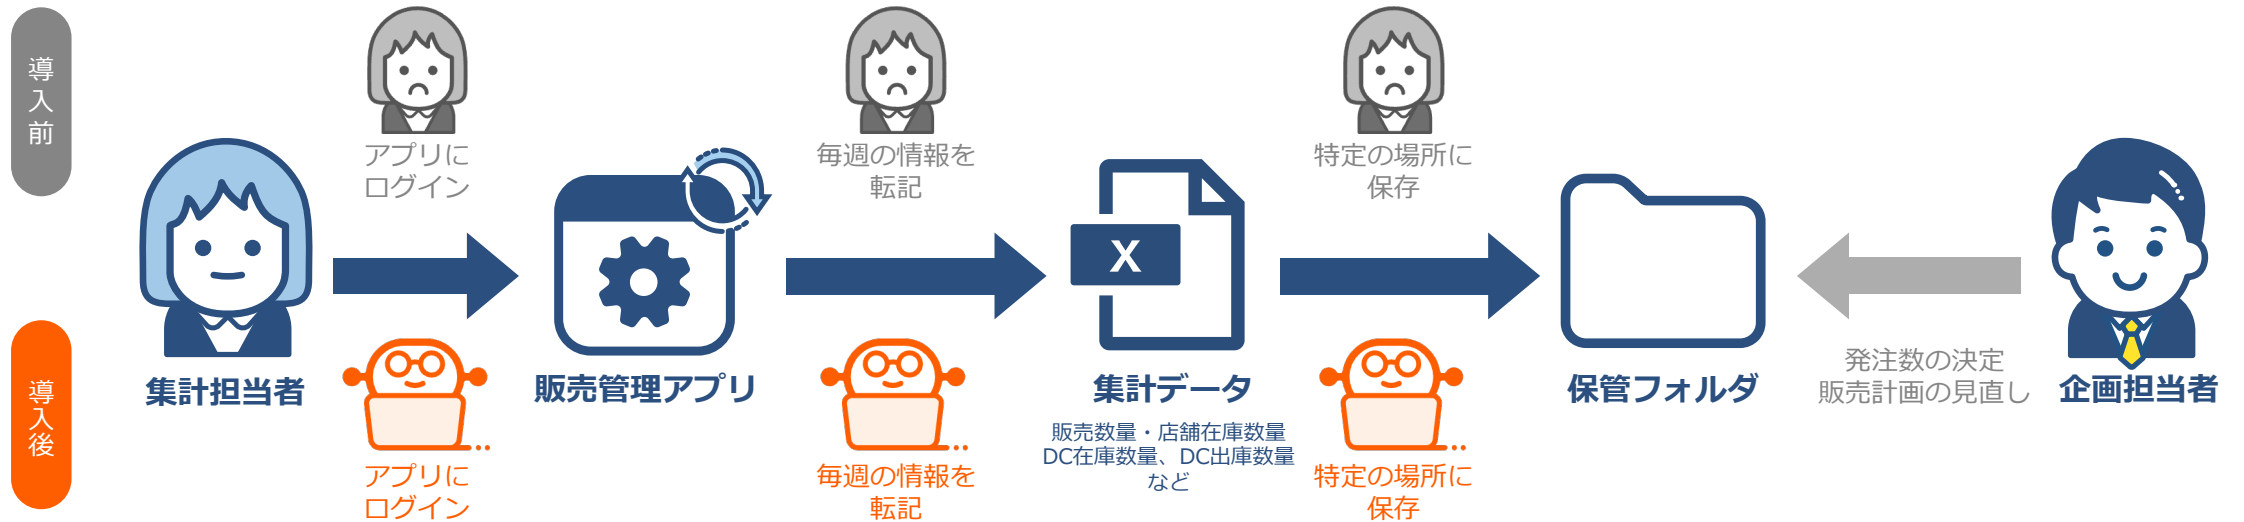 導入前
アプリに
ログイン
毎週の情報を
転記
特定の場所に
保存
X
集計担当者
販売管理アプリ
集計データ
販売数量・店舗在庫数量
DC在庫数量、DC出庫数量
など
保管フォルダ
発注数の決定
販売計画の見直し
企画担当者
導入後
アプリに
ログイン
毎週の情報を
転記
特定の場所に
保存